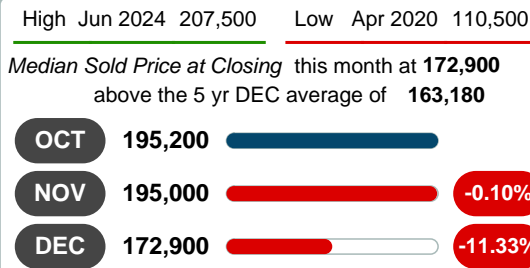 High Jun 2024 207,500 Low Apr 2020 110,500
Median Sold Price at Closing this month at 172,900
above the 5 yr DEC average of 163,180
OCT 195,200
NOV 195,000 -0.10%
DEC 172,900 -11.33%